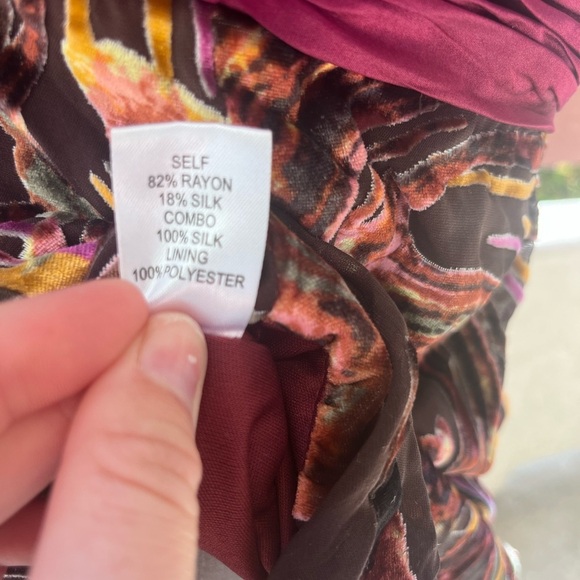 SELF
82% RAYON
18% SILK
COMBO
100% SILK
LINING
100% POLYESTER